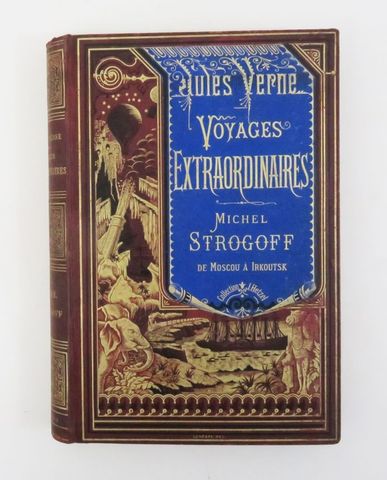 Jules Verne
Voyages
Extraordinaires
Michel
Strogoff
de Moscou à Irkoutsk
Collection J. Hetzel